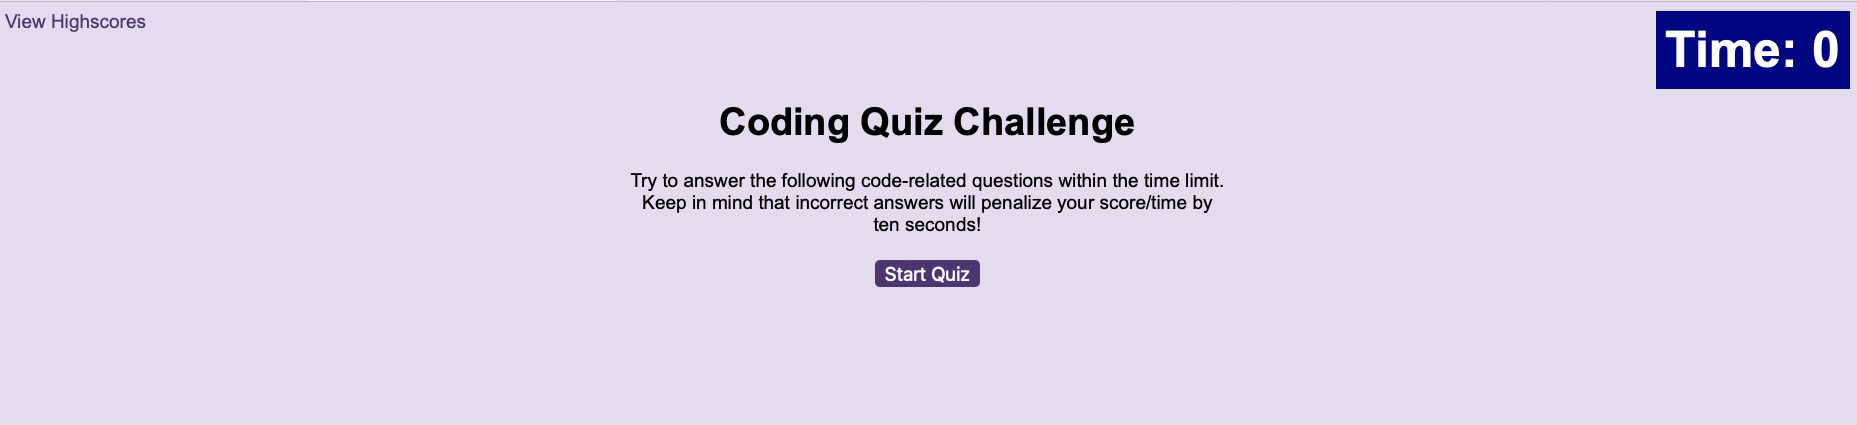 View Highscores
Time: 0
Coding Quiz Challenge
Try to answer the following code-related questions within the time limit.
Keep in mind that incorrect answers will penalize your score/time by
ten seconds!
Start Quiz